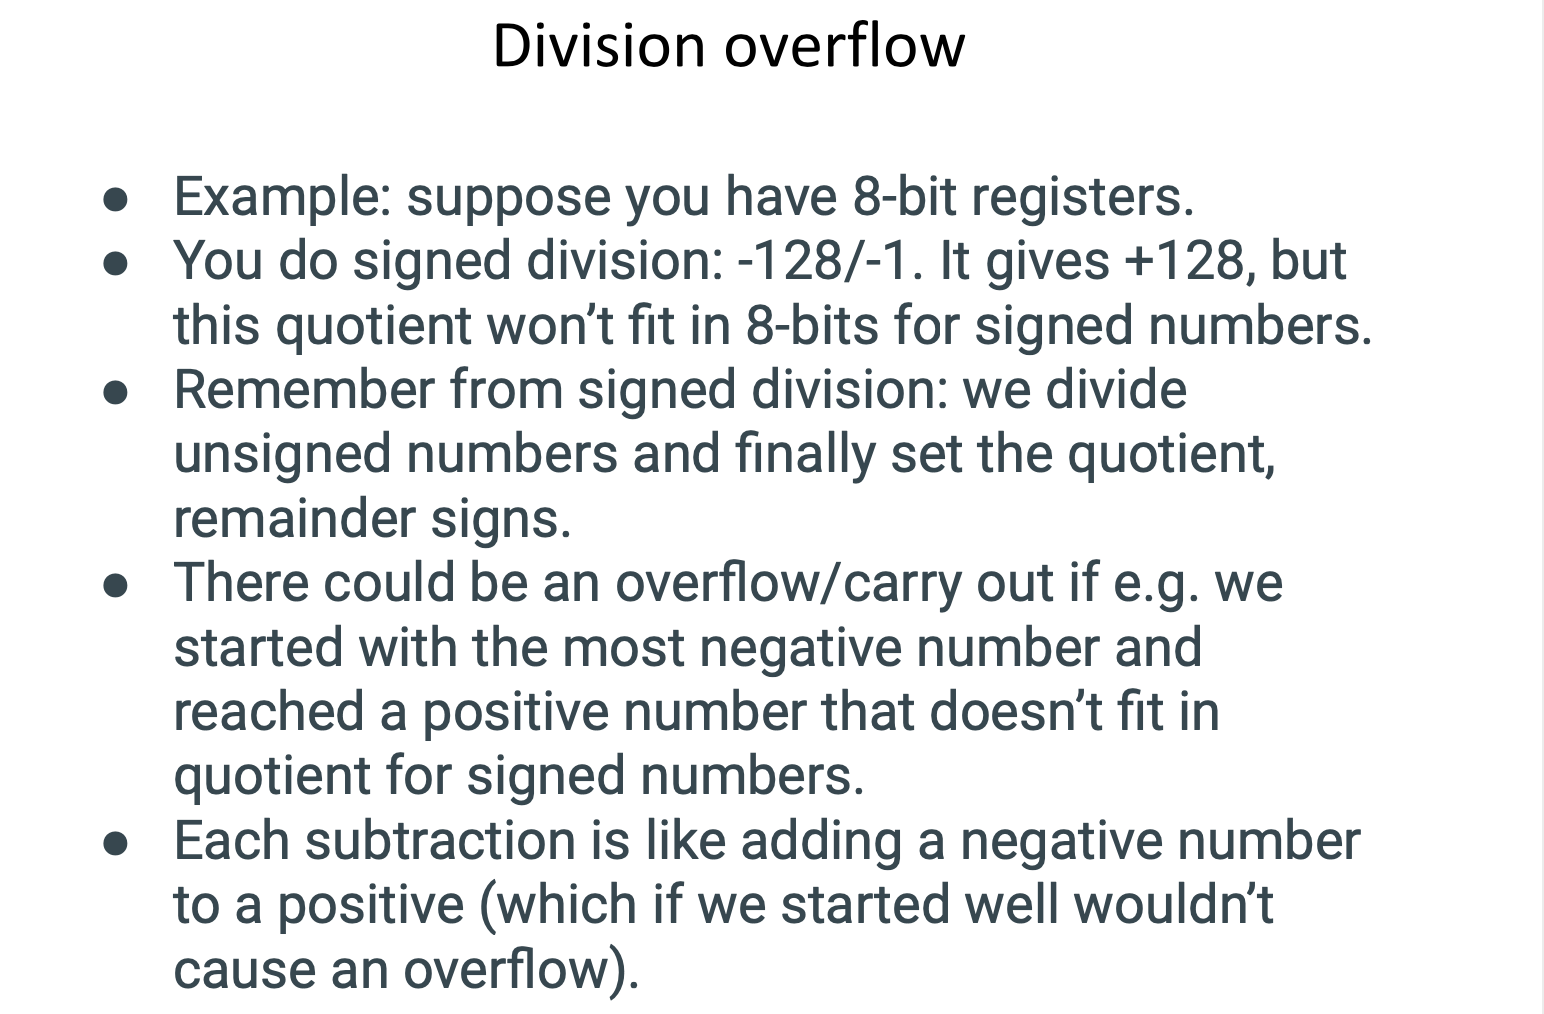 Division overflow
● Example: suppose you have 8-bit registers.
● You do signed division: -128/-1. It gives +128, but
this quotient won’t fit in 8-bits for signed numbers.
● Remember from signed division: we divide
unsigned numbers and finally set the quotient,
remainder signs.
● There could be an overflow/carry out if e.g. we
started with the most negative number and
reached a positive number that doesn’t fit in
quotient for signed numbers.
● Each subtraction is like adding a negative number
to a positive (which if we started well wouldn’t
cause an overflow).